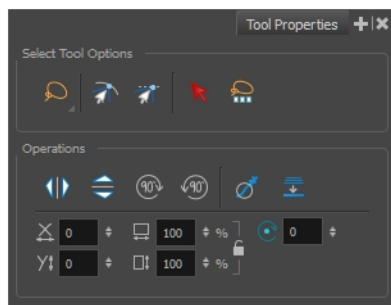 Tool Properties
Select Tool Options
Operations
90° 90°
X 0 100 % 0
Y 0 100 %